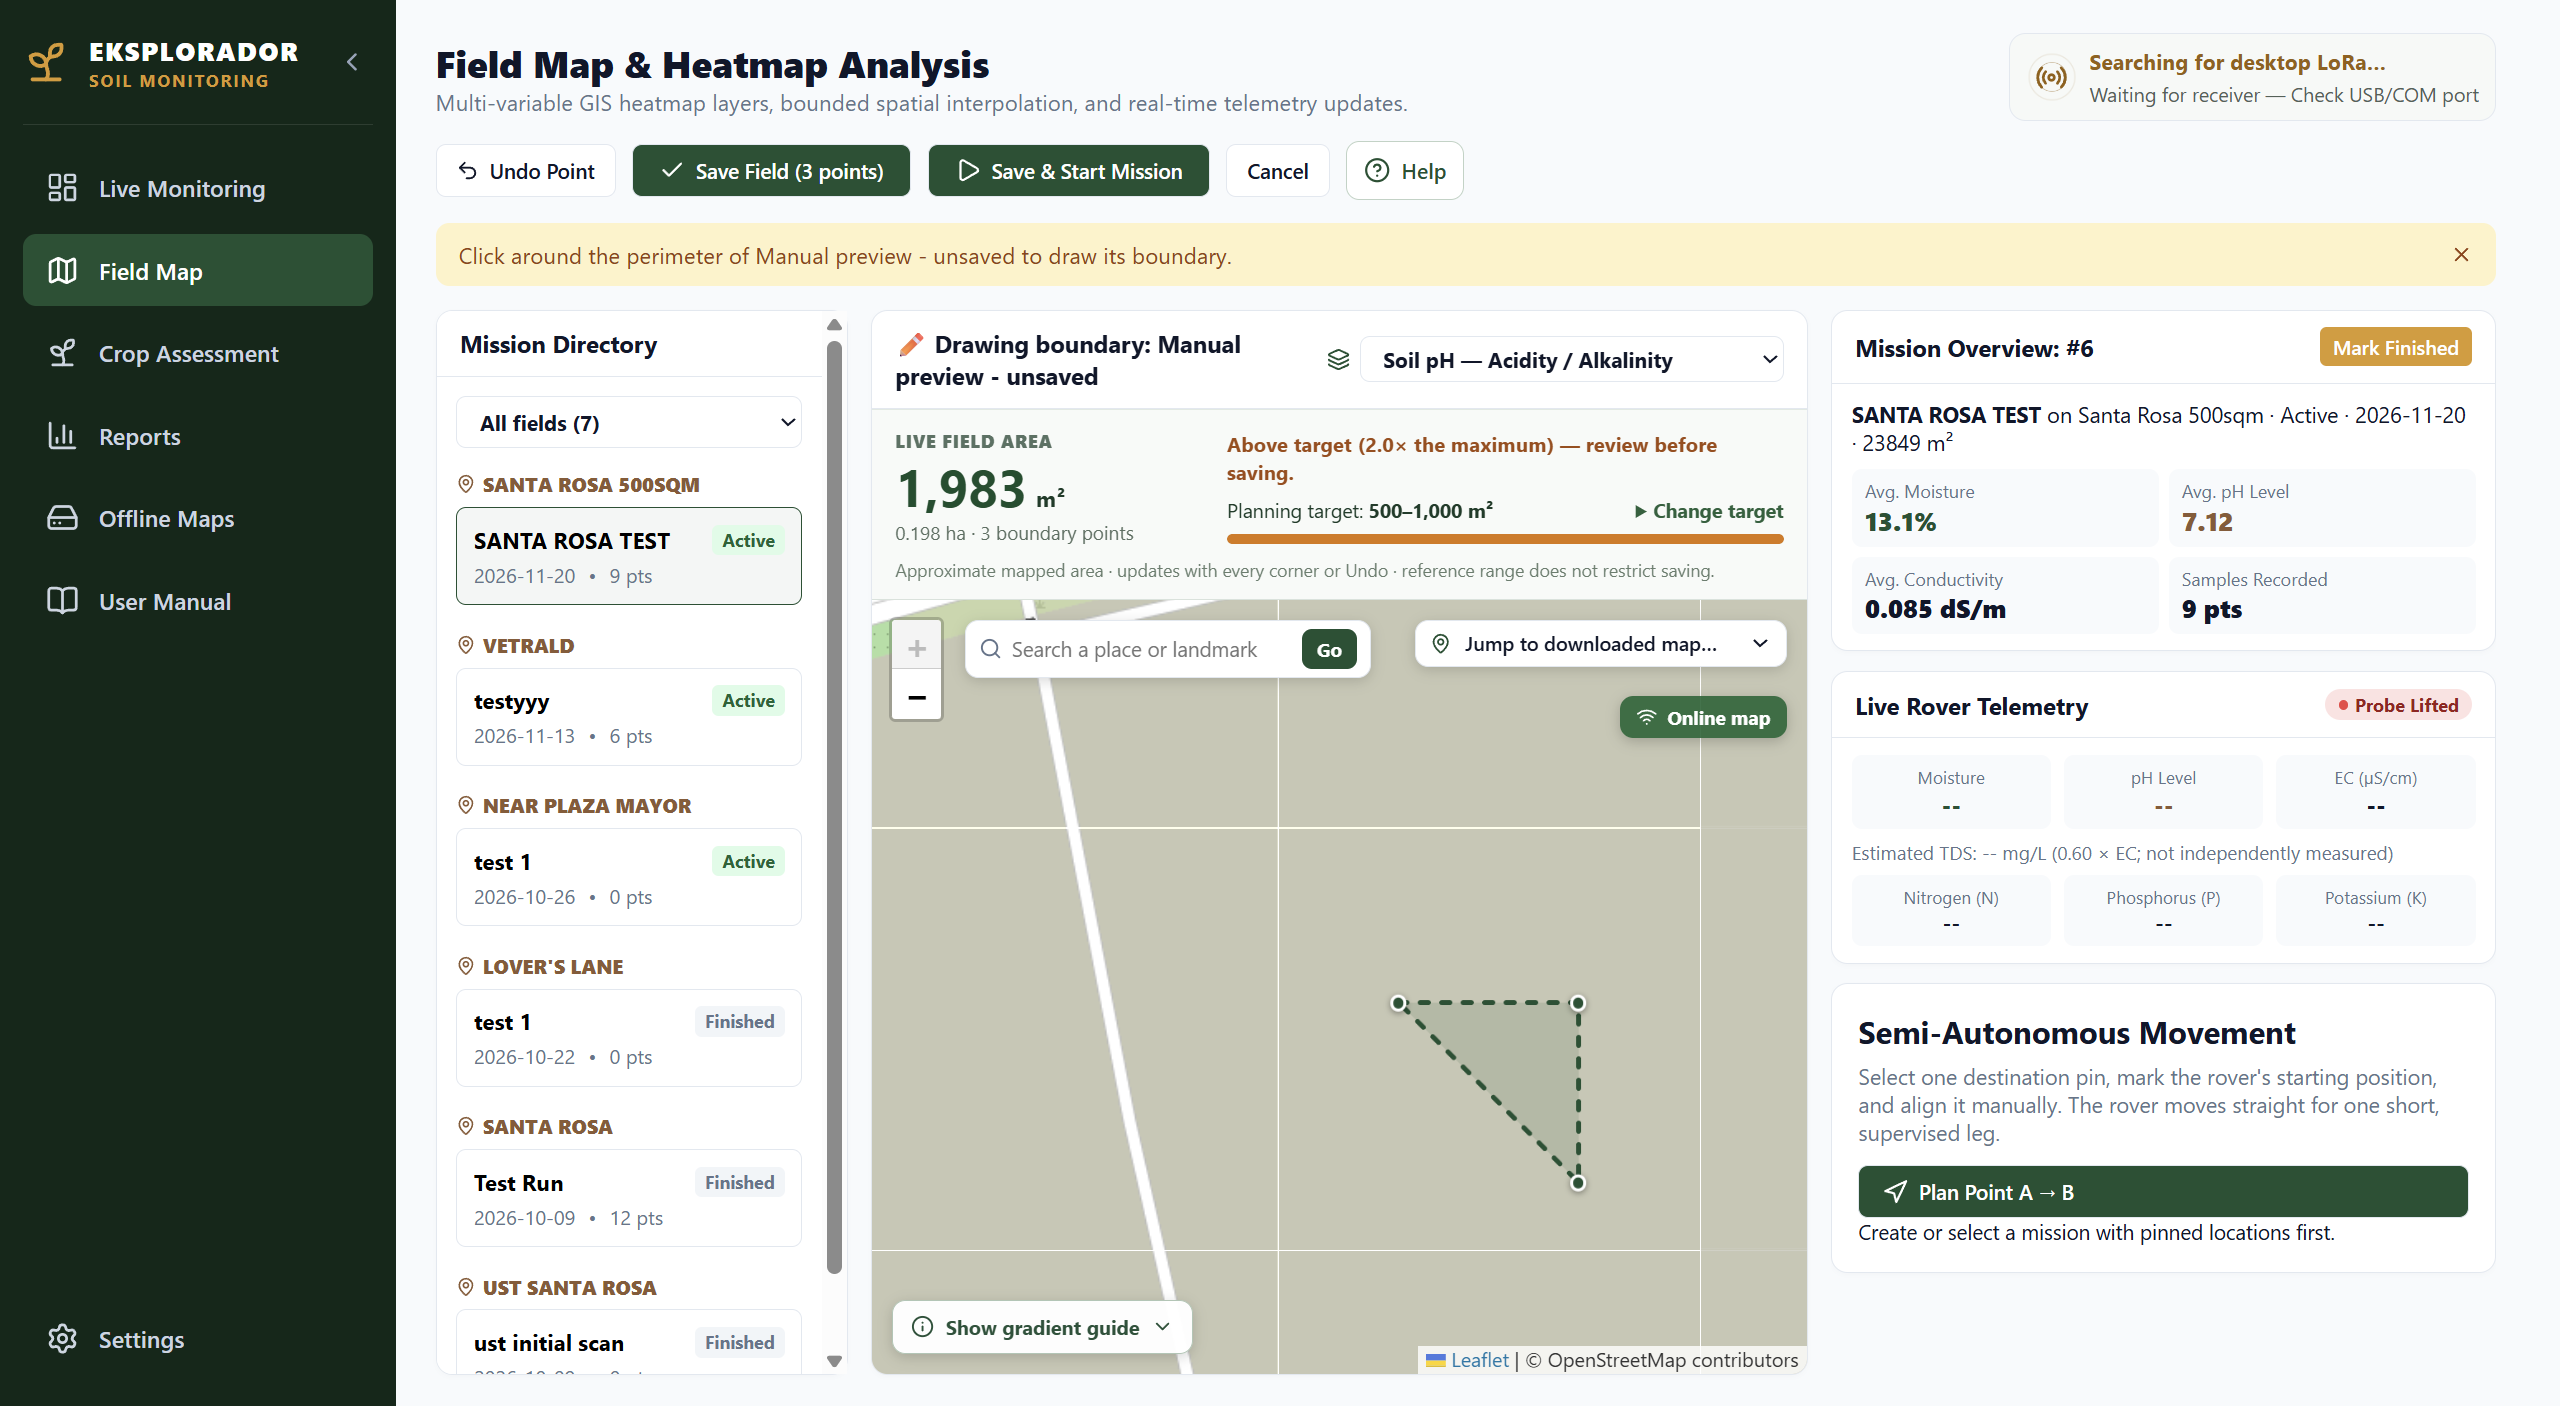 EKSPLORADOR
SOIL MONITORING
Live Monitoring
Field Map
Crop Assessment
Reports
Offline Maps
User Manual
Settings
Field Map & Heatmap Analysis
Multi-variable GIS heatmap layers, bounded spatial interpolation, and real-time telemetry updates.
Searching for desktop LoRa...
Waiting for receiver — Check USB/COM port
Undo Point
Save Field (3 points)
Save & Start Mission
Cancel
Help
Click around the perimeter of Manual preview - unsaved to draw its boundary.
Mission Directory
All fields (7)
SANTA ROSA 500SQM
SANTA ROSA TEST
Active
2026-11-20 • 9 pts
VETRALD
testyyy
Active
2026-11-13 • 6 pts
NEAR PLAZA MAYOR
test 1
Active
2026-10-26 • 0 pts
LOVER'S LANE
test 1
Finished
2026-10-22 • 0 pts
SANTA ROSA
Test Run
Finished
2026-10-09 • 12 pts
UST SANTA ROSA
ust initial scan
Finished
Drawing boundary: Manual
preview - unsaved
Soil pH — Acidity / Alkalinity
LIVE FIELD AREA
1,983 m²
0.198 ha · 3 boundary points
Above target (2.0× the maximum) — review before
saving.
Planning target: 500–1,000 m²
Change target
Approximate mapped area · updates with every corner or Undo · reference range does not restrict saving.
+
−
Search a place or landmark
Go
Jump to downloaded map...
Online map
Show gradient guide
Leaflet | © OpenStreetMap contributors
Mission Overview: #6
Mark Finished
SANTA ROSA TEST on Santa Rosa 500sqm · Active · 2026-11-20
· 23849 m²
Avg. Moisture
13.1%
Avg. pH Level
7.12
Avg. Conductivity
0.085 dS/m
Samples Recorded
9 pts
Live Rover Telemetry
Probe Lifted
Moisture
--
pH Level
--
EC (µS/cm)
--
Estimated TDS: -- mg/L (0.60 × EC; not independently measured)
Nitrogen (N)
--
Phosphorus (P)
--
Potassium (K)
--
Semi-Autonomous Movement
Select one destination pin, mark the rover's starting position,
and align it manually. The rover moves straight for one short,
supervised leg.
Plan Point A → B
Create or select a mission with pinned locations first.